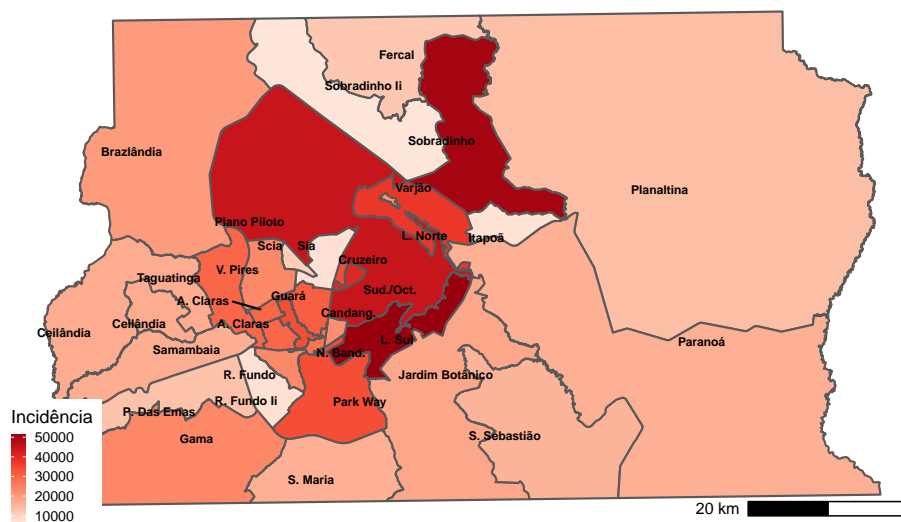 Fercal
Sobradinho Ii
Sobradinho
Brazlândia
Varjão
Planaltina
Plano Piloto
L. Norte
Itapoã
Scia
Sia
Cruzeiro
V. Pires
Taguatinga
Guará
Sud./Oct.
A. Claras
Candang.
Ceilândia
Ceilândia
A. Claras
L. Sul
Paranoá
Samambaia
N. Band.
R. Fundo
Jardim Botânico
R. Fundo Ii
Park Way
P. Das Emas
Gama
S. Sebastião
S. Maria
Incidência
50000
40000
30000
20000
10000
20 km